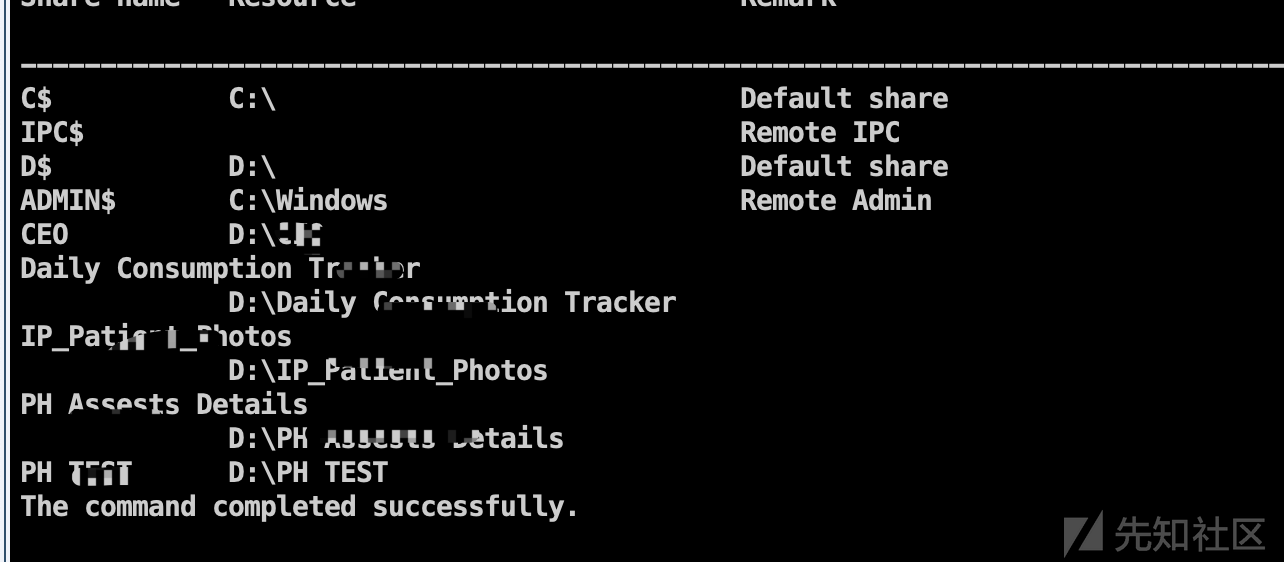 Share name Resource Remark
C$ C:\ Default share
IPC$ Remote IPC
D$ D:\ Default share
ADMIN$ C:\Windows Remote Admin
CEO D:\
Daily Consumption Tracker
D:\Daily Consumption Tracker
IP_Patient_Photos
D:\IP_Patient_Photos
PH Assests Details
D:\PH Assests Details
PH TEST D:\PH TEST
The command completed successfully.
先知社区